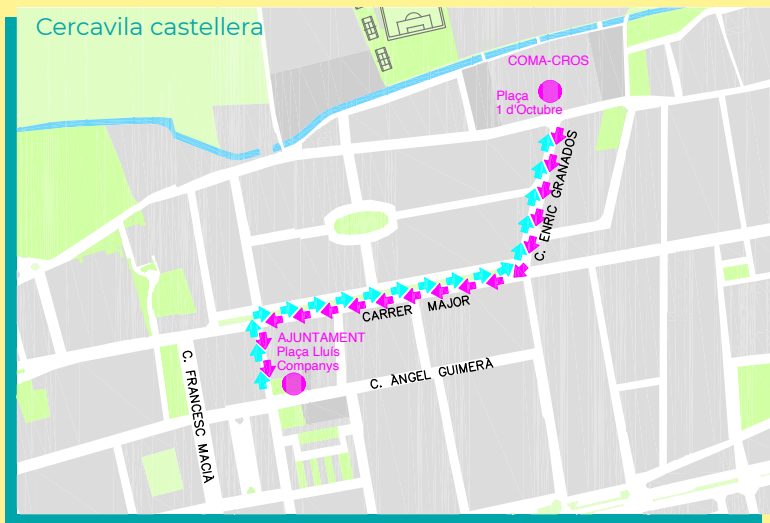 Cercavila castellera
COMA-CROS
Plaça
1 d'Octubre
C. ENRIC GRANADOS
CARRER MAJOR
AJUNTAMENT
Plaça Lluís
Companys
C. ÀNGEL GUIMERÀ
C. FRANCESC MACIÀ